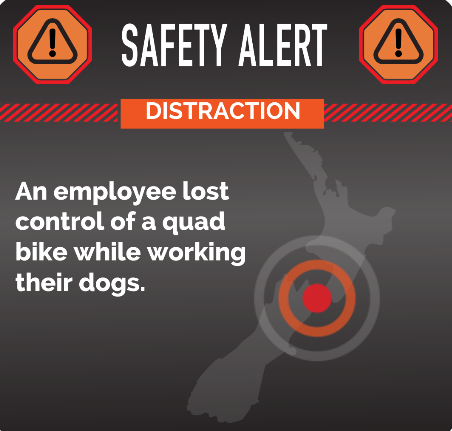 SAFETY ALERT
DISTRACTION
An employee lost
control of a quad
bike while working
their dogs.